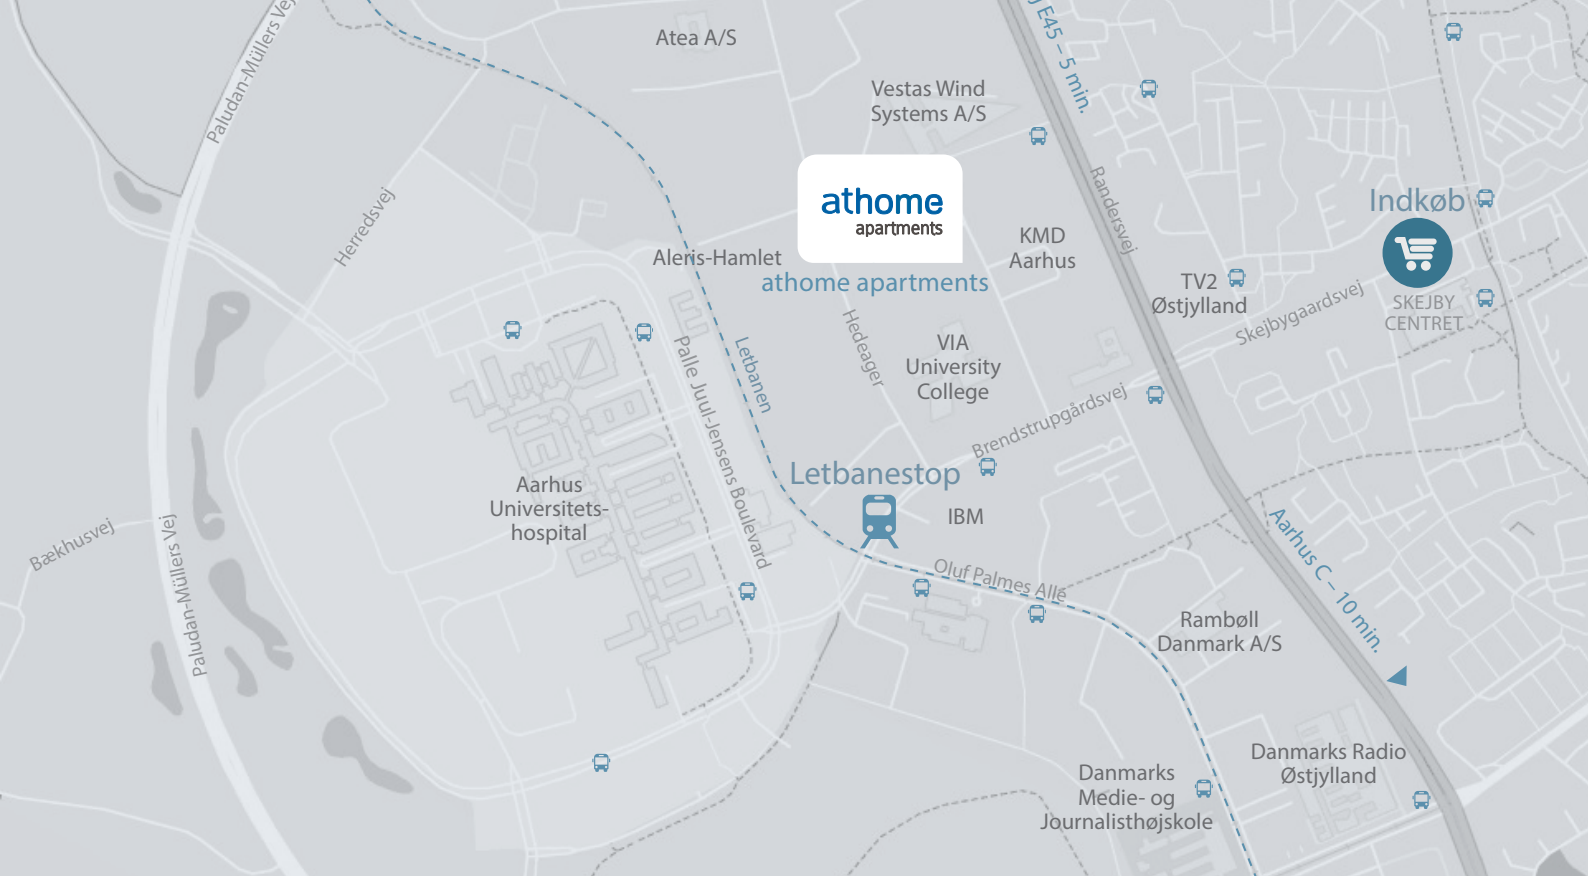 Paludan-Müllers Vej
Atea A/S
E45 – 5 min.
Vestas Wind
Systems A/S
athome
apartments
athome apartments
Herredsvej
Randersvej
Indkøb
SKEJBY
CENTRET
KMD
Aarhus
Aleris-Hamlet
TV2
Østjylland
Skejbygaardsvej
Hedeager
Letbanen
Palle Juul-Jensens Boulevard
VIA
University
College
Brendstrupgårdsvej
Letbanestop
IBM
Aarhus
Universitets-
hospital
Bækhusvej
Paludan-Müllers Vej
Oluf Palmes Allé
Aarhus C – 10 min.
Rambøll
Danmark A/S
Danmarks Radio
Østjylland
Danmarks
Medie- og
Journalisthøjskole